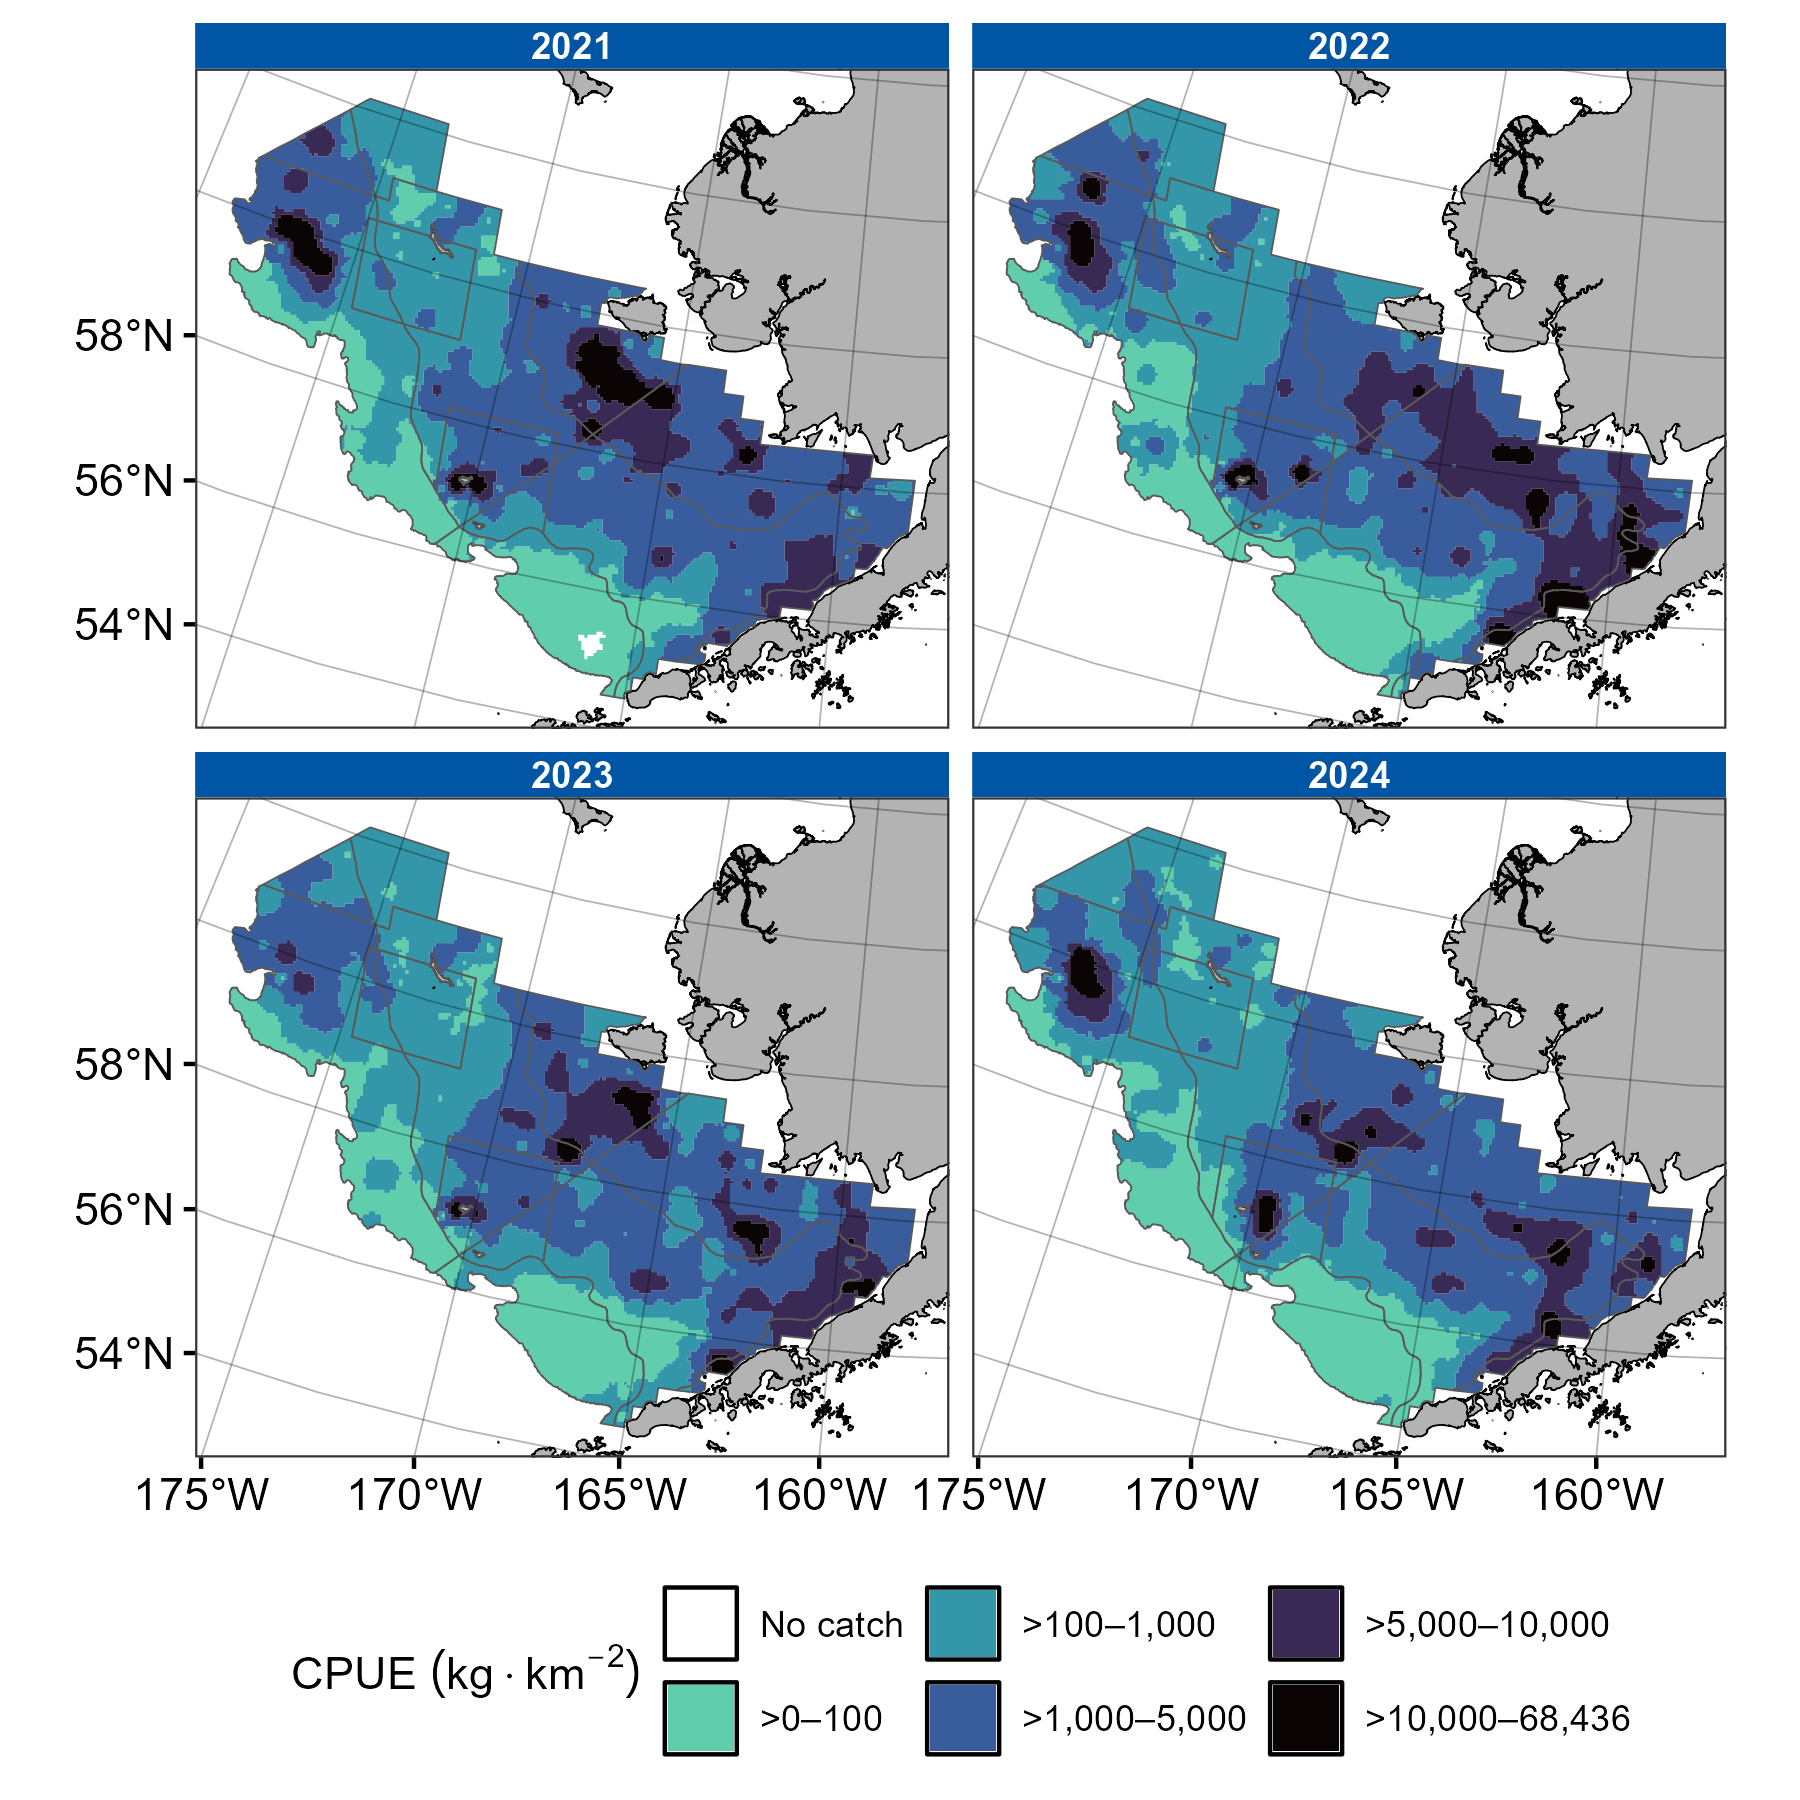 2021
2022
58°N
56°N
54°N
2023
2024
58°N
56°N
54°N
175°W
170°W
165°W
160°W
175°W
170°W
165°W
160°W
CPUE (kg · km⁻²)
No catch
>100–1,000
>5,000–10,000
>0–100
>1,000–5,000
>10,000–68,436